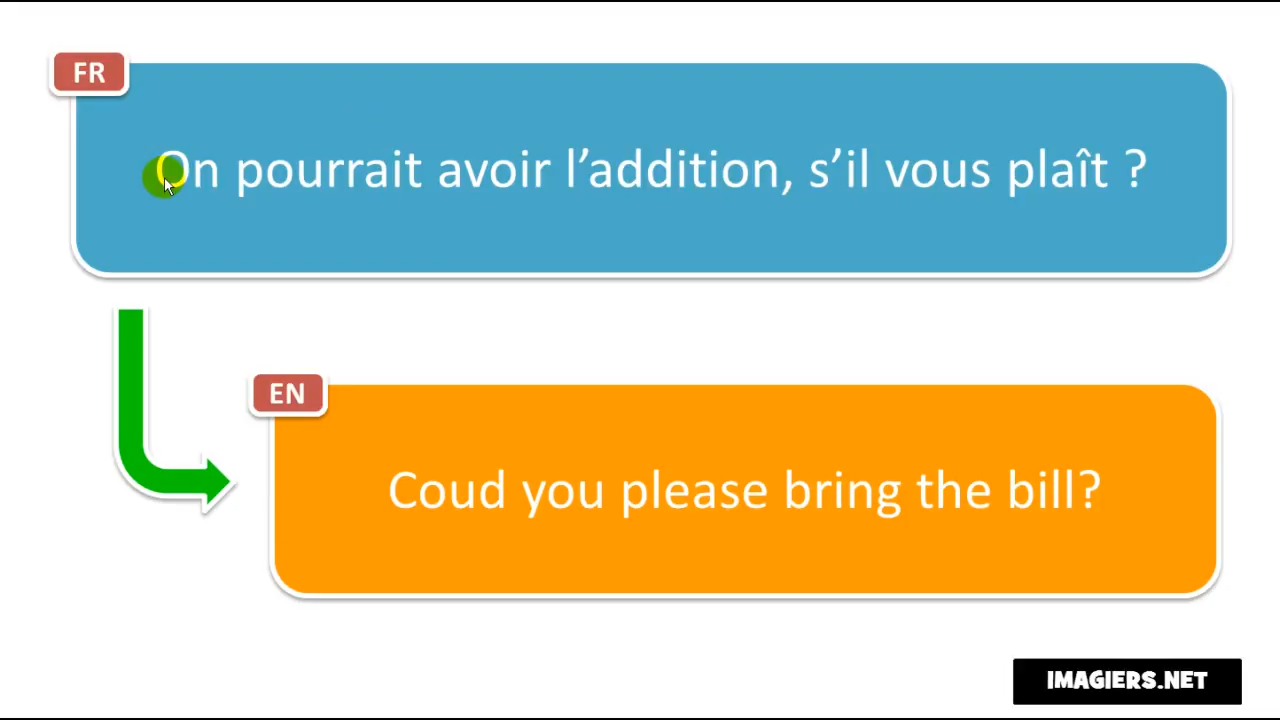 FR
On pourrait avoir l’addition, s’il vous plaît ?
EN
Coud you please bring the bill?
IMAGIERS.NET